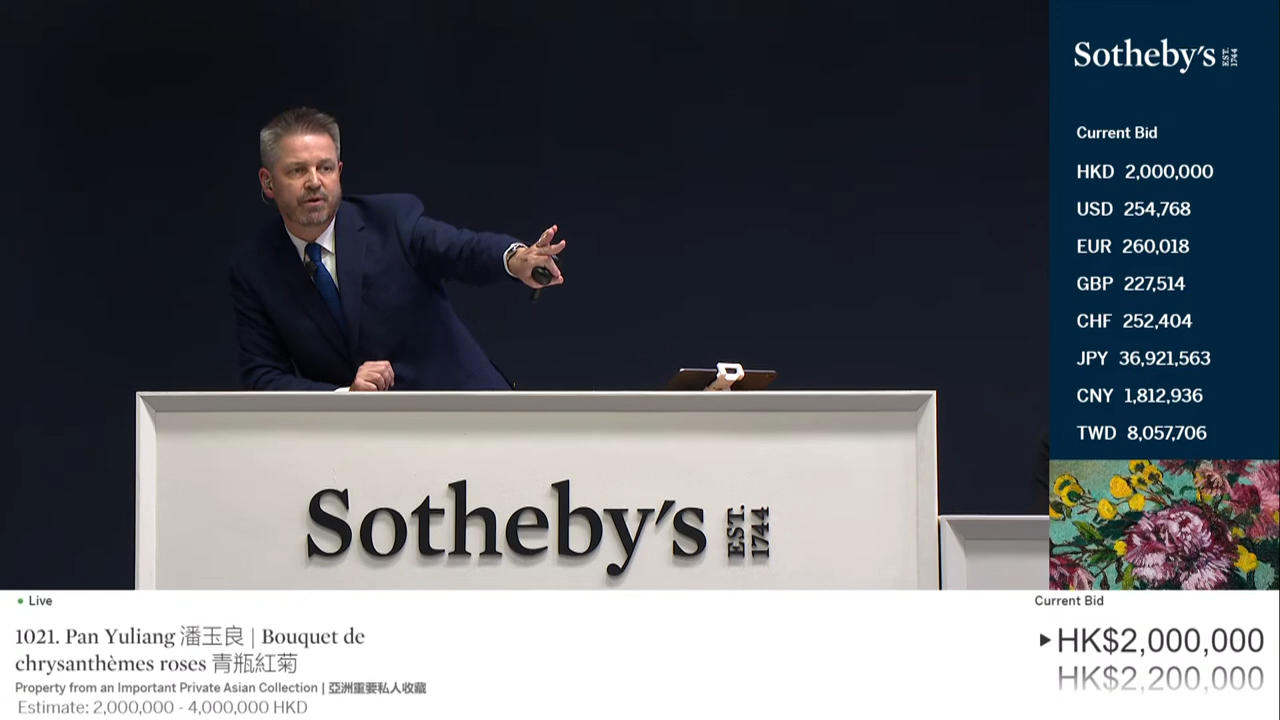 Sotheby's EST. 1744
Current Bid
HKD 2,000,000
USD 254,768
EUR 260,018
GBP 227,514
CHF 252,404
JPY 36,921,563
CNY 1,812,936
TWD 8,057,706
Sotheby's EST. 1744
Live
1021. Pan Yuliang 潘玉良 | Bouquet de
chrysanthèmes roses 青瓶紅菊
Property from an Important Private Asian Collection | 亞洲重要私人收藏
Estimate: 2,000,000 - 4,000,000 HKD
Current Bid
HK$2,000,000
HK$2,200,000